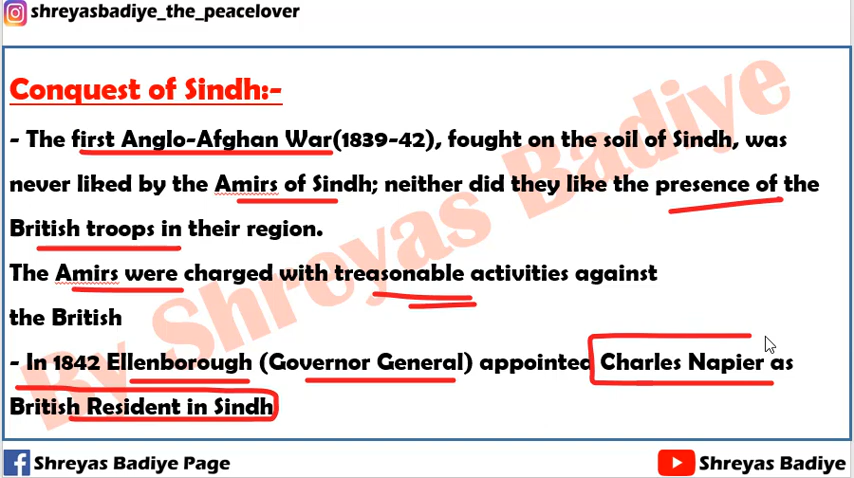 shreyasbadiye_the_peacelover
Conquest of Sindh:-
- The first Anglo-Afghan War(1839-42), fought on the soil of Sindh, was
never liked by the Amirs of Sindh; neither did they like the presence of the
British troops in their region.
The Amirs were charged with treasonable activities against
the British
- In 1842 Ellenborough (Governor General) appointed Charles Napier as
British Resident in Sindh
By Shreyas Badiye
Shreyas Badiye Page
Shreyas Badiye